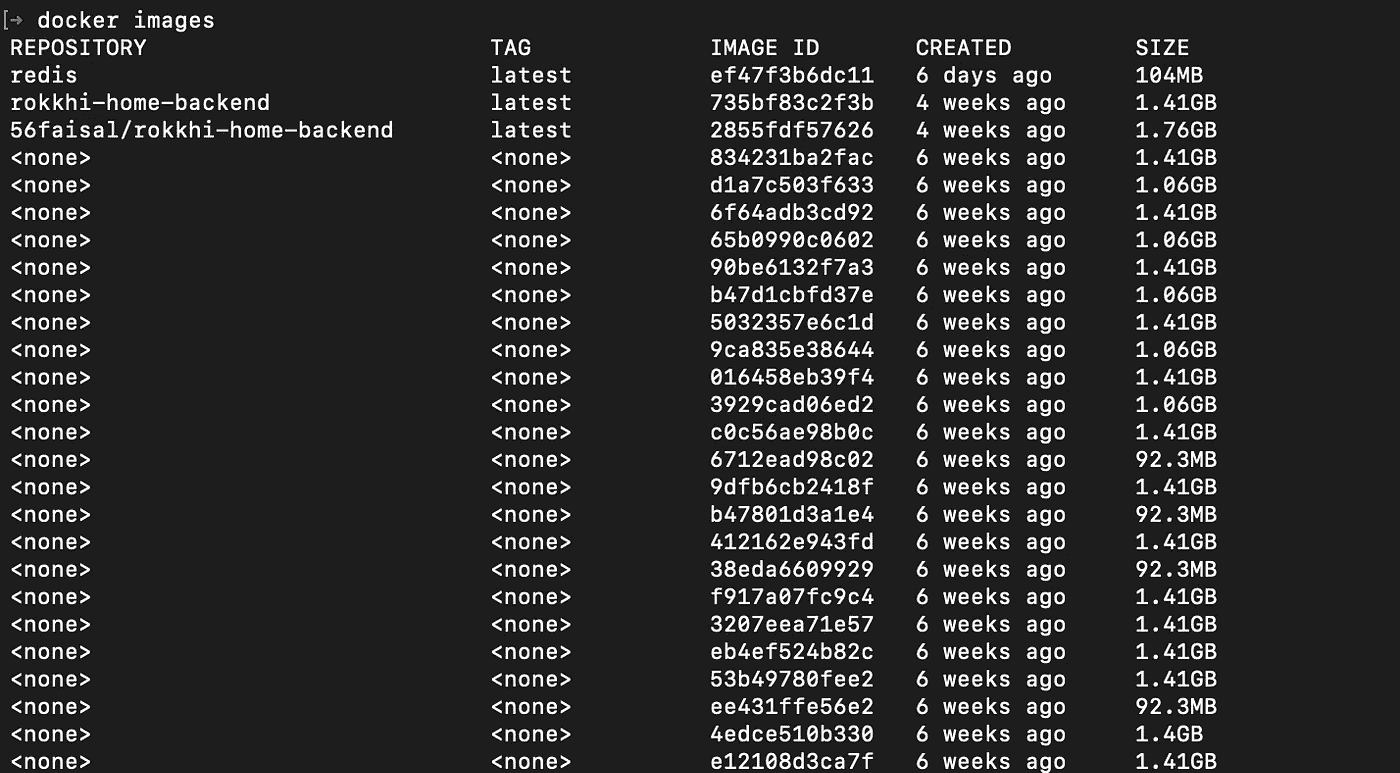 [→ docker images
REPOSITORY TAG IMAGE ID CREATED SIZE
redis latest ef47f3b6dc11 6 days ago 104MB
rokkhi-home-backend latest 735bf83c2f3b 4 weeks ago 1.41GB
56faisal/rokkhi-home-backend latest 2855fdf57626 4 weeks ago 1.76GB
<none> <none> 834231ba2fac 6 weeks ago 1.41GB
<none> <none> d1a7c503f633 6 weeks ago 1.06GB
<none> <none> 6f64adb3cd92 6 weeks ago 1.41GB
<none> <none> 65b0990c0602 6 weeks ago 1.06GB
<none> <none> 90be6132f7a3 6 weeks ago 1.41GB
<none> <none> b47d1cbfd37e 6 weeks ago 1.06GB
<none> <none> 5032357e6c1d 6 weeks ago 1.41GB
<none> <none> 9ca835e38644 6 weeks ago 1.06GB
<none> <none> 016458eb39f4 6 weeks ago 1.41GB
<none> <none> 3929cad06ed2 6 weeks ago 1.06GB
<none> <none> c0c56ae98b0c 6 weeks ago 1.41GB
<none> <none> 6712ead98c02 6 weeks ago 92.3MB
<none> <none> 9dfb6cb2418f 6 weeks ago 1.41GB
<none> <none> b47801d3a1e4 6 weeks ago 92.3MB
<none> <none> 412162e943fd 6 weeks ago 1.41GB
<none> <none> 38eda6609929 6 weeks ago 92.3MB
<none> <none> f917a07fc9c4 6 weeks ago 1.41GB
<none> <none> 3207eea71e57 6 weeks ago 1.41GB
<none> <none> eb4ef524b82c 6 weeks ago 1.41GB
<none> <none> 53b49780fee2 6 weeks ago 1.41GB
<none> <none> ee431ffe56e2 6 weeks ago 92.3MB
<none> <none> 4edce510b330 6 weeks ago 1.4GB
<none> <none> e12108d3ca7f 6 weeks ago 1.41GB